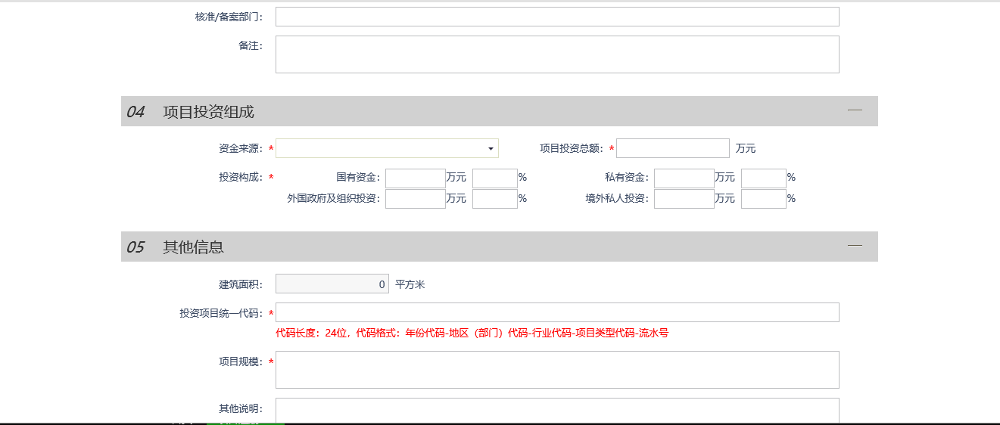 核准/备案部门：
备注：
04 项目投资组成
资金来源：* 项目投资总额：* 万元
投资构成：* 国有资金： 万元 % 私有资金： 万元 %
外国政府及组织投资： 万元 % 境外私人投资： 万元 %
05 其他信息
建筑面积： 0 平方米
投资项目统一代码：*
代码长度：24位，代码格式：年份代码-地区（部门）代码-行业代码-项目类型代码-流水号
项目规模：*
其他说明：